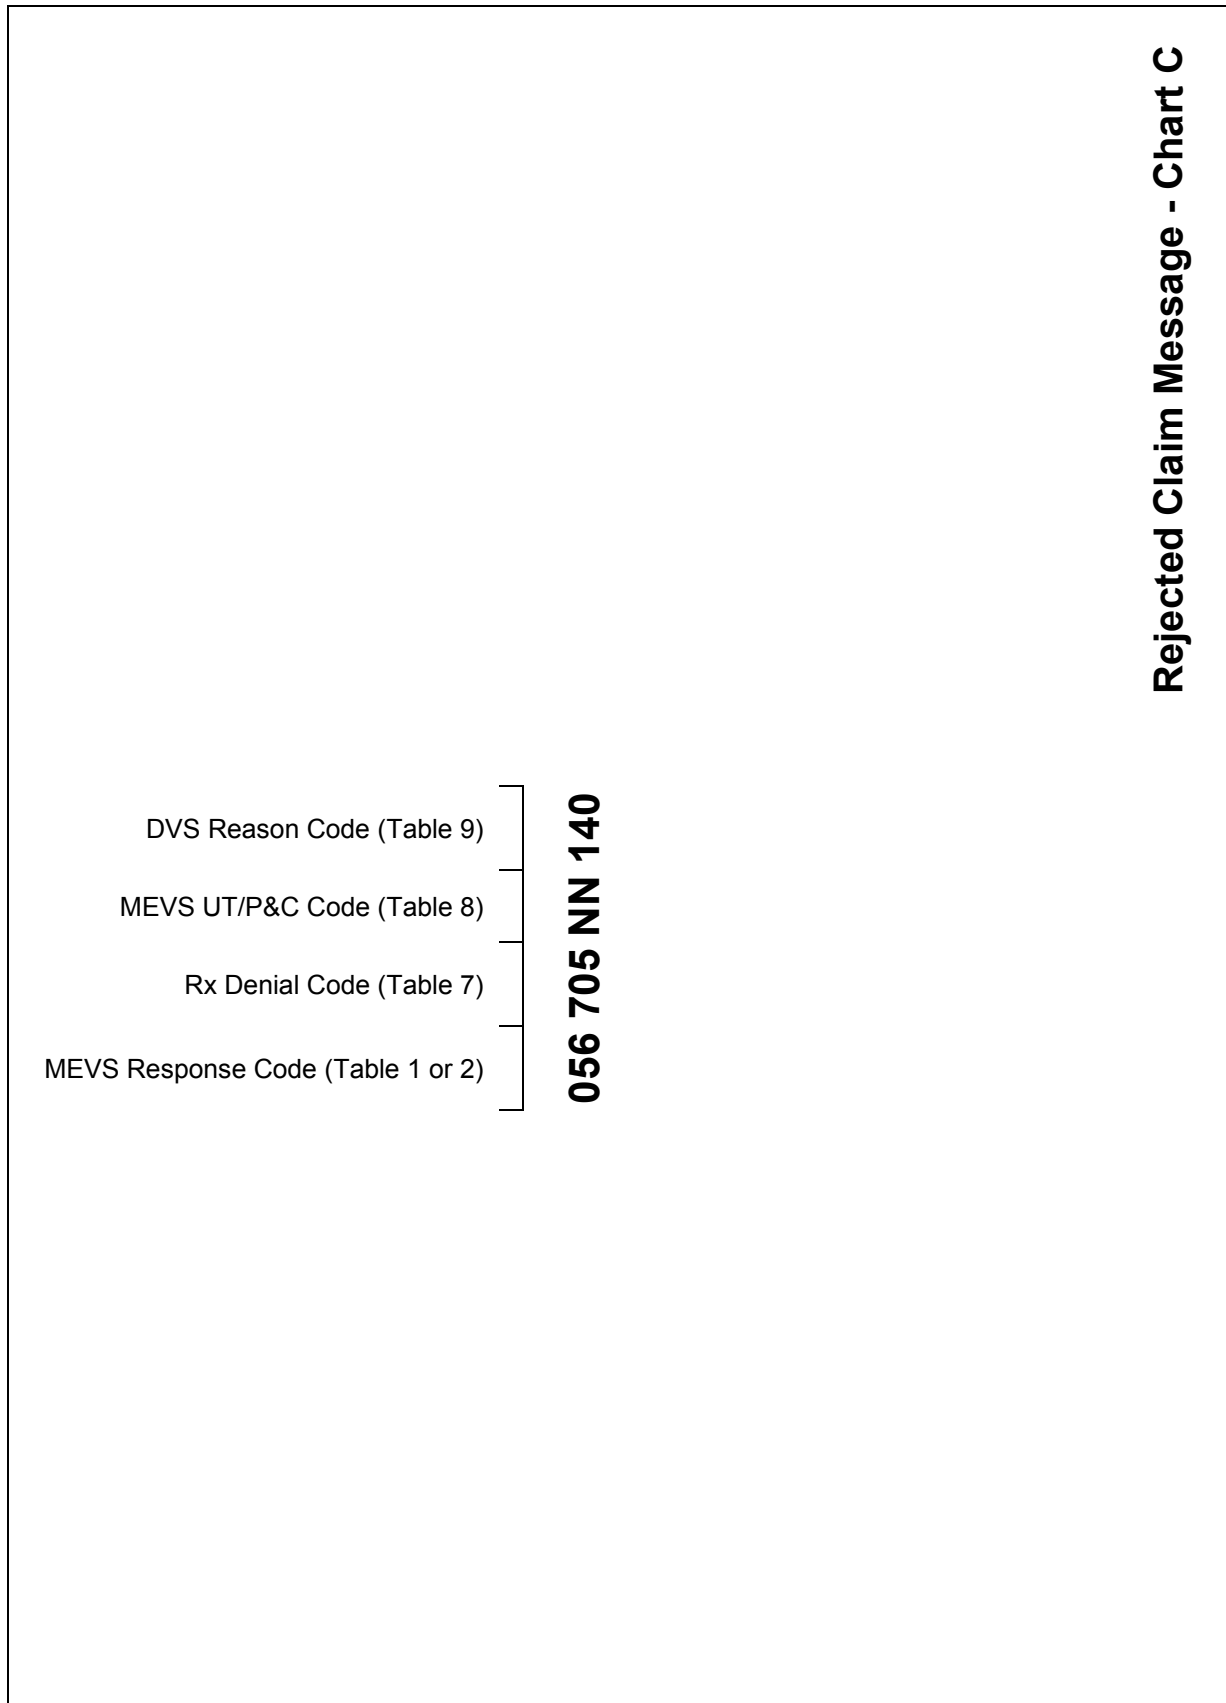 Rejected Claim Message - Chart C
DVS Reason Code (Table 9)
MEVS UT/P&C Code (Table 8)
Rx Denial Code (Table 7)
MEVS Response Code (Table 1 or 2)
056 705 NN 140